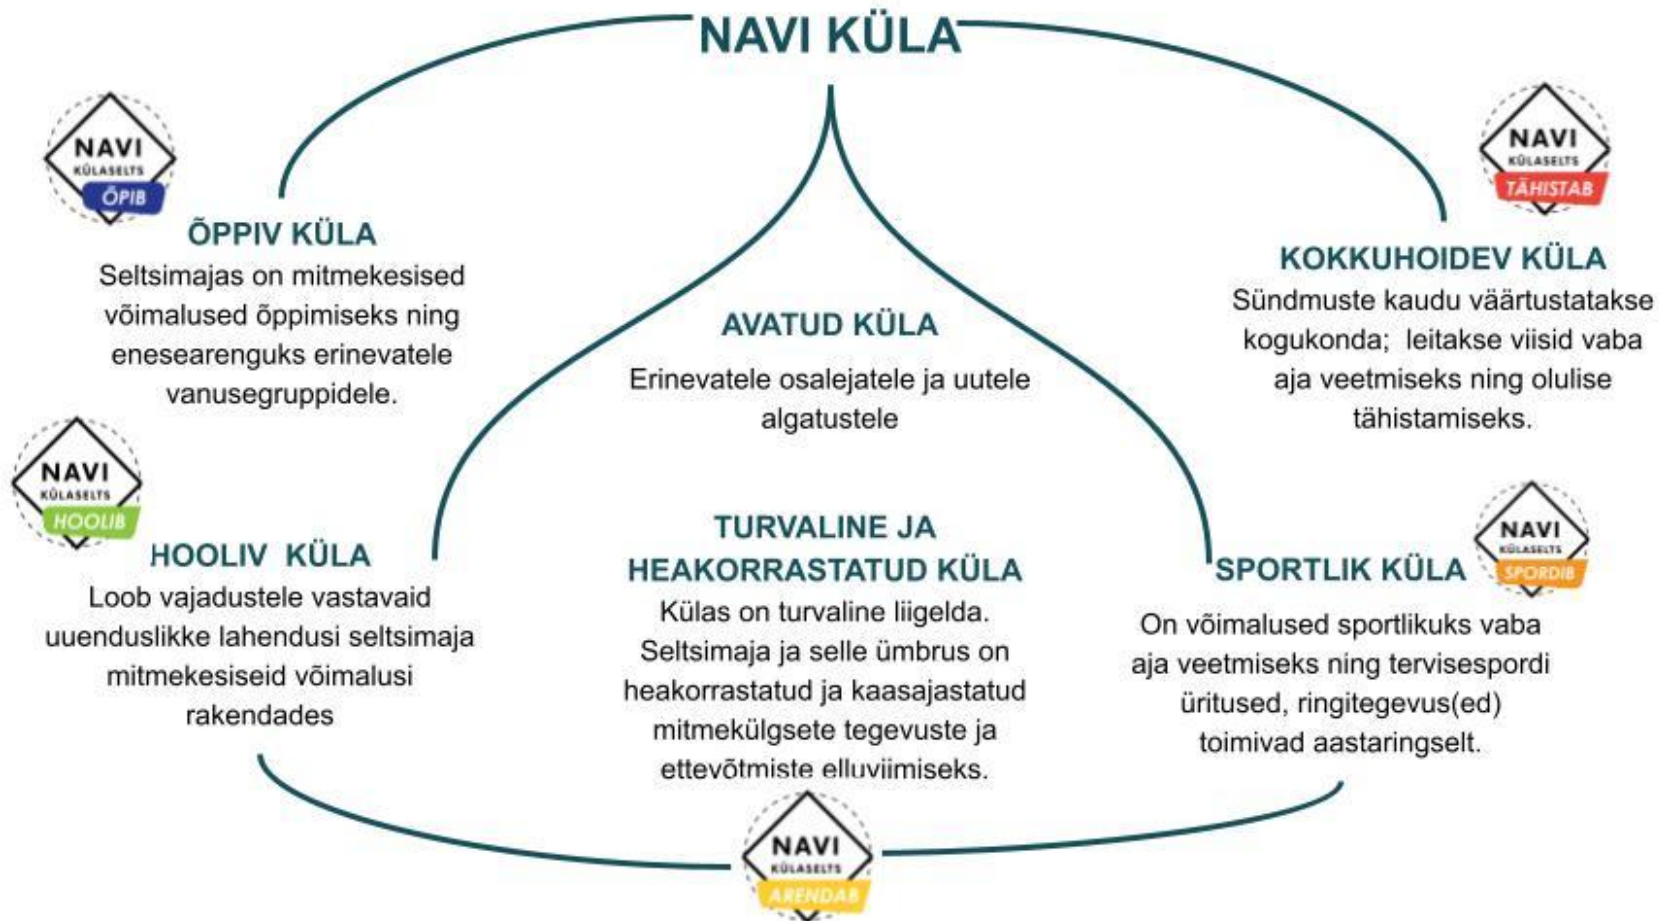 NAVI KÜLA
NAVI
KÜLASELTS
ÕPIB
ÕPPIV KÜLA
Seltsimajas on mitmekesised
võimalused õppimiseks ning
enesearenguks erinevatele
vanusegruppidele.
NAVI
KÜLASELTS
TÄHISTAB
KOKKUHOIDEV KÜLA
Sündmuste kaudu väärtustatakse
kogukonda; leitakse viisid vaba
aja veetmiseks ning olulise
tähistamiseks.
AVATUD KÜLA
Erinevatele osalejatele ja uutele
algatustele
NAVI
KÜLASELTS
HOOLIB
HOOLIV KÜLA
Loob vajadustele vastavaid
uuenduslikke lahendusi seltsimaja
mitmekesiseid võimalusi
rakendades
TURVALINE JA
HEAKORRASTATUD KÜLA
Külas on turvaline liigelda.
Seltsimaja ja selle ümbrus on
heakorrastatud ja kaasajastatud
mitmekülgsete tegevuste ja
ettevõtmiste elluviimiseks.
NAVI
KÜLASELTS
SPORDIB
SPORTLIK KÜLA
On võimalused sportlikuks vaba
aja veetmiseks ning tervisespordi
üritused, ringitegevus(ed)
toimivad aastaringselt.
NAVI
KÜLASELTS
ARENDAB